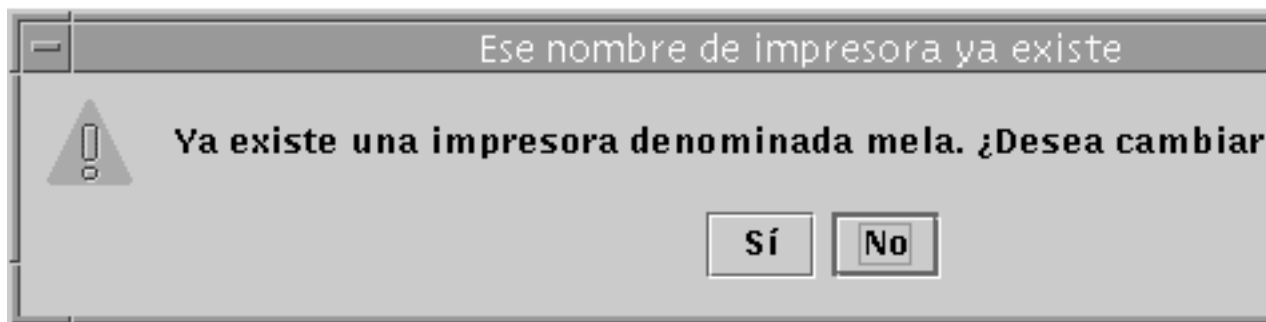 Ese nombre de impresora ya existe
Ya existe una impresora denominada mela. ¿Desea cambiar
Sí No